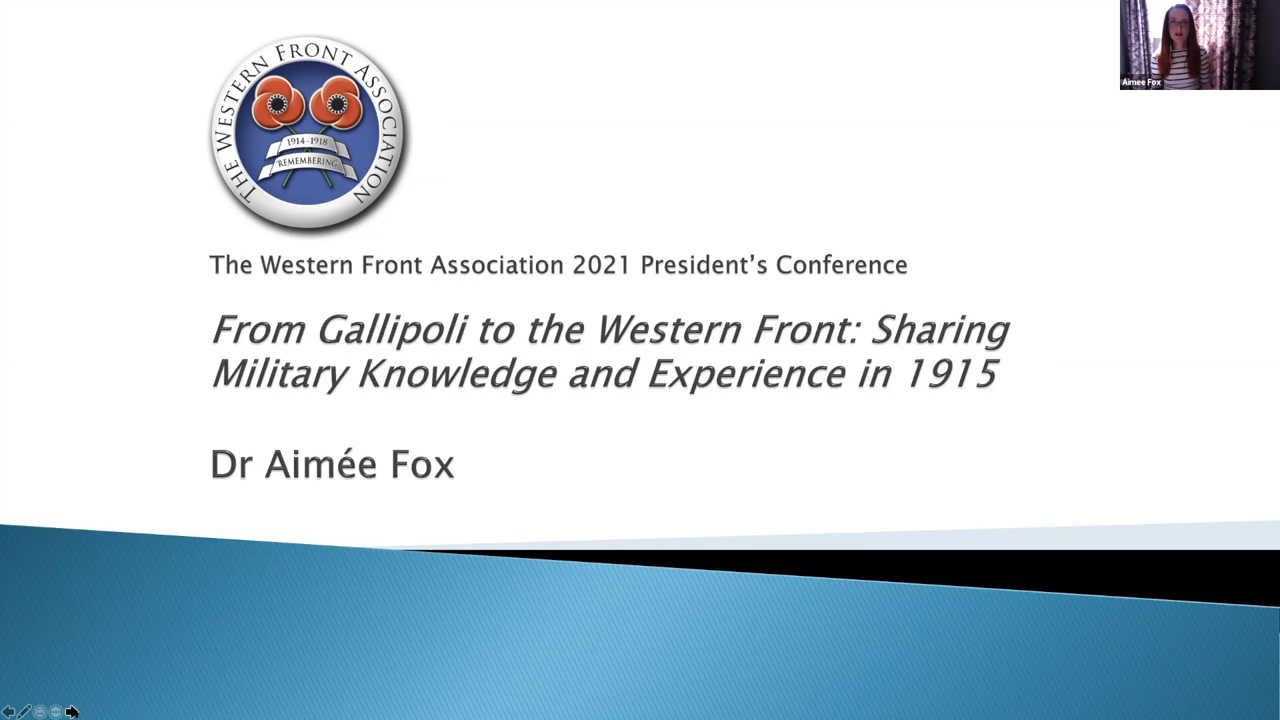 THE WESTERN FRONT ASSOCIATION
1914-1918
REMEMBERING
Aimee Fox
The Western Front Association 2021 President's Conference
From Gallipoli to the Western Front: Sharing
Military Knowledge and Experience in 1915
Dr Aimée Fox